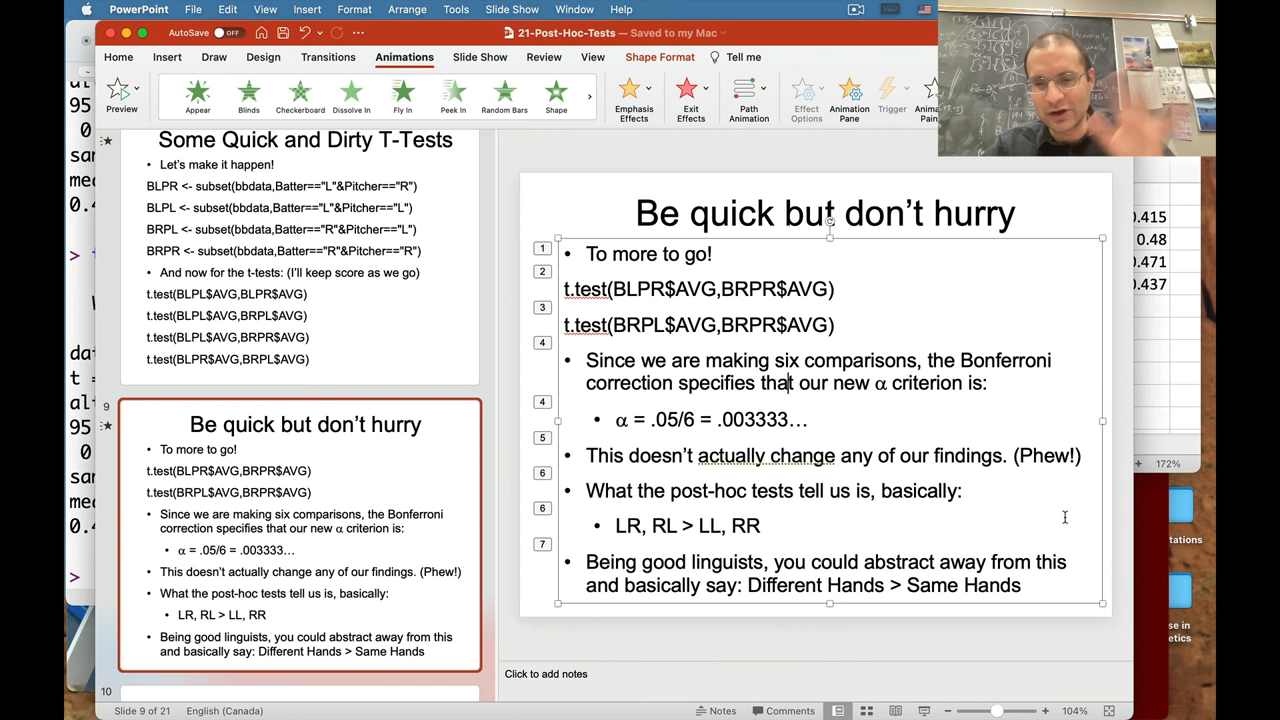 PowerPoint File Edit View Insert Format Arrange Tools Slide Show Window Help
AutoSave OFF
21-Post-Hoc-Tests — Saved to my Mac
Home Insert Draw Design Transitions Animations Slide Show Review View Shape Format Tell me
Preview
Appear Blinds Checkerboard Dissolve In Fly In Peek In Random Bars Shape
Emphasis Effects
Exit Effects
Path Animation
Effect Options
Animation Pane
Trigger
Some Quick and Dirty T-Tests
• Let's make it happen!
BLPR <- subset(bbdata,Batter=="L"&Pitcher=="R")
BLPL <- subset(bbdata,Batter=="L"&Pitcher=="L")
BRPL <- subset(bbdata,Batter=="R"&Pitcher=="L")
BRPR <- subset(bbdata,Batter=="R"&Pitcher=="R")
• And now for the t-tests: (I'll keep score as we go)
t.test(BLPL$AVG,BLPR$AVG)
t.test(BLPL$AVG,BRPL$AVG)
t.test(BLPL$AVG,BRPR$AVG)
t.test(BLPR$AVG,BRPL$AVG)
9
Be quick but don't hurry
• To more to go!
t.test(BLPR$AVG,BRPR$AVG)
t.test(BRPL$AVG,BRPR$AVG)
• Since we are making six comparisons, the Bonferroni
correction specifies that our new α criterion is:
• α = .05/6 = .003333…
• This doesn't actually change any of our findings. (Phew!)
• What the post-hoc tests tell us is, basically:
• LR, RL > LL, RR
• Being good linguists, you could abstract away from this
and basically say: Different Hands > Same Hands
10
Be quick but don't hurry
1
• To more to go!
2
t.test(BLPR$AVG,BRPR$AVG)
3
t.test(BRPL$AVG,BRPR$AVG)
4
• Since we are making six comparisons, the Bonferroni
correction specifies that our new α criterion is:
4
• α = .05/6 = .003333…
5
• This doesn't actually change any of our findings. (Phew!)
6
• What the post-hoc tests tell us is, basically:
6
• LR, RL > LL, RR
7
• Being good linguists, you could abstract away from this
and basically say: Different Hands > Same Hands
0.415
0.48
0.471
0.437
172%
Click to add notes
Slide 9 of 21 English (Canada) Notes Comments 104%